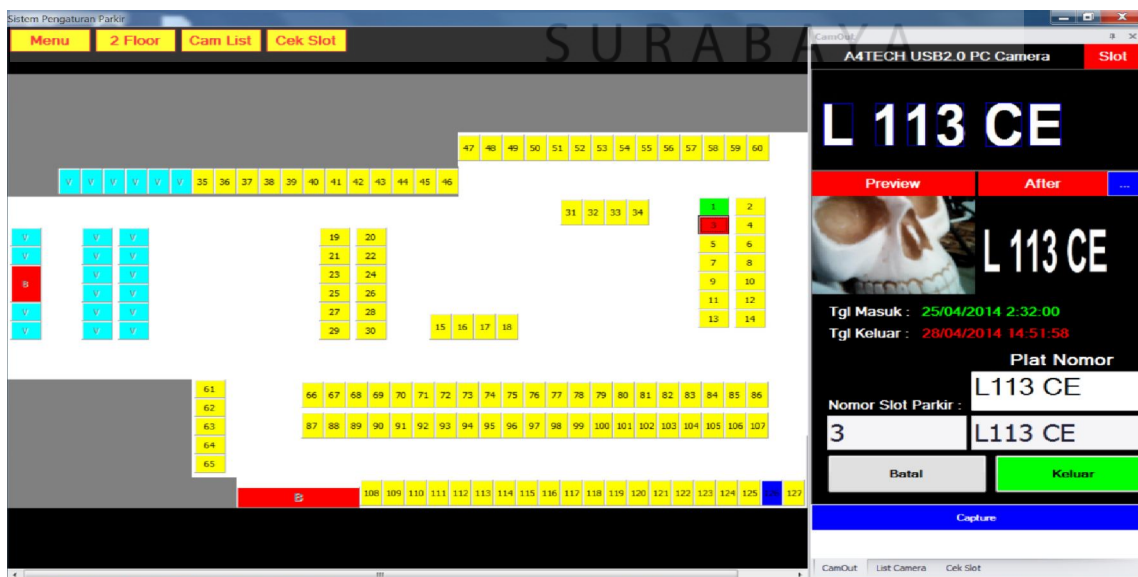 Sistem Pengaturan Parkir
Menu 2 Floor Cam List Cek Slot
SURABAYA
47 48 49 50 51 52 53 54 55 56 57 58 59 60
V V V V V V 35 36 37 38 39 40 41 42 43 44 45 46
31 32 33 34
1 2
3 4
5 6
7 8
9 10
11 12
13 14
V V V 19 20
V V V 21 22
V V 23 24
B
V V 25 26
V V V 27 28
V V V 29 30
15 16 17 18
61
62
63
64
65
66 67 68 69 70 71 72 73 74 75 76 77 78 79 80 81 82 83 84 85 86
87 88 89 90 91 92 93 94 95 96 97 98 99 100 101 102 103 104 105 106 107
B 108 109 110 111 112 113 114 115 116 117 118 119 120 121 122 123 124 125 127
CamOut
A4TECH USB2.0 PC Camera Slot
L 113 CE
Preview After ...
L 113 CE
Tgl Masuk : 25/04/2014 2:32:00
Tgl Keluar : 28/04/2014 14:51:58
Plat Nomor
L113 CE
Nomor Slot Parkir :
3 L113 CE
Batal Keluar
Capture
CamOut List Camera Cek Slot